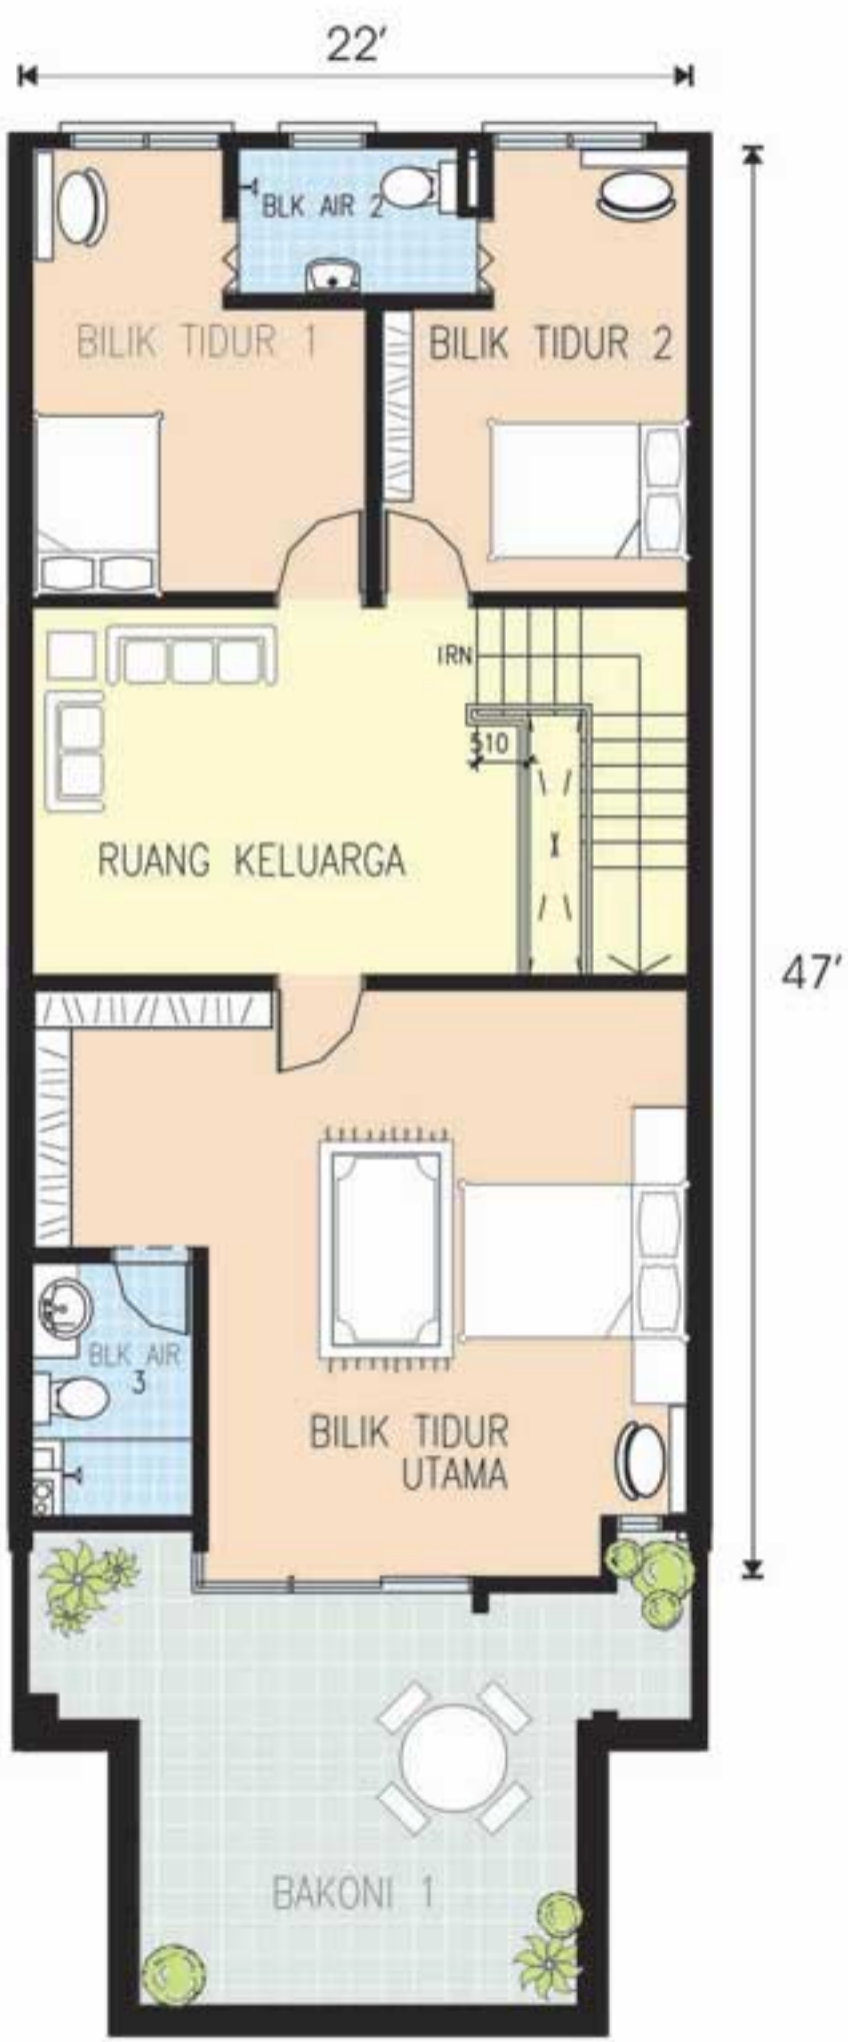 22'
BLK AIR 2
BILIK TIDUR 1
BILIK TIDUR 2
IRN
510
RUANG KELUARGA
47'
BLK AIR
3
BILIK TIDUR
UTAMA
BAKONI 1